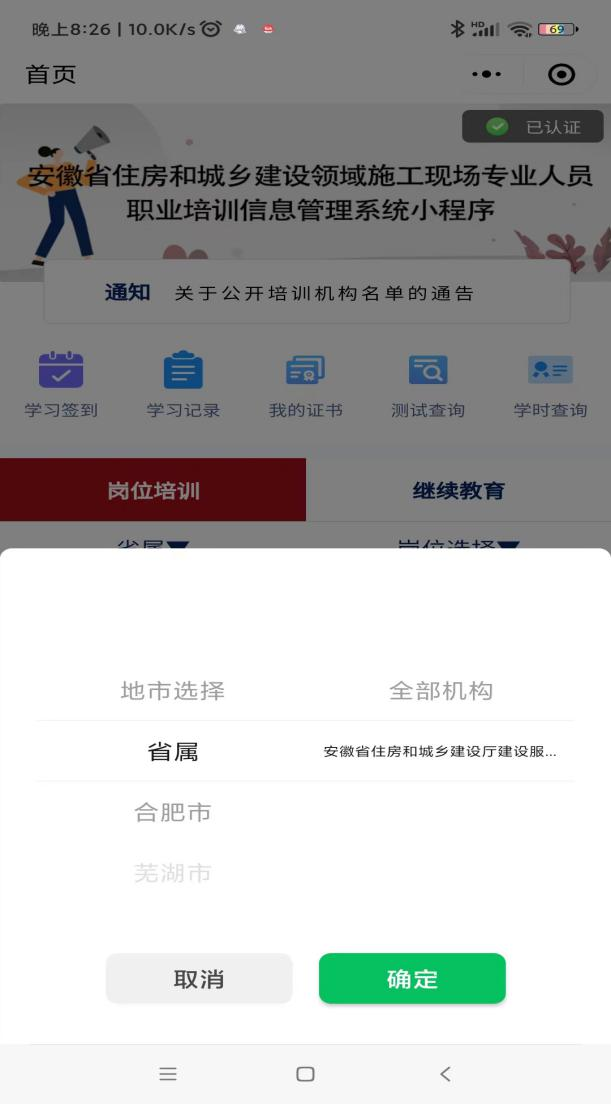 晚上8:26 | 10.0K/s
HD
69
首页
已认证
安徽省住房和城乡建设领域施工现场专业人员
职业培训信息管理系统小程序
通知 关于公开培训机构名单的通告
学习签到 学习记录 我的证书 测试查询 学时查询
岗位培训 继续教育
省属 岗位选择
地市选择 全部机构
省属 安徽省住房和城乡建设厅建设服...
合肥市
芜湖市
取消 确定